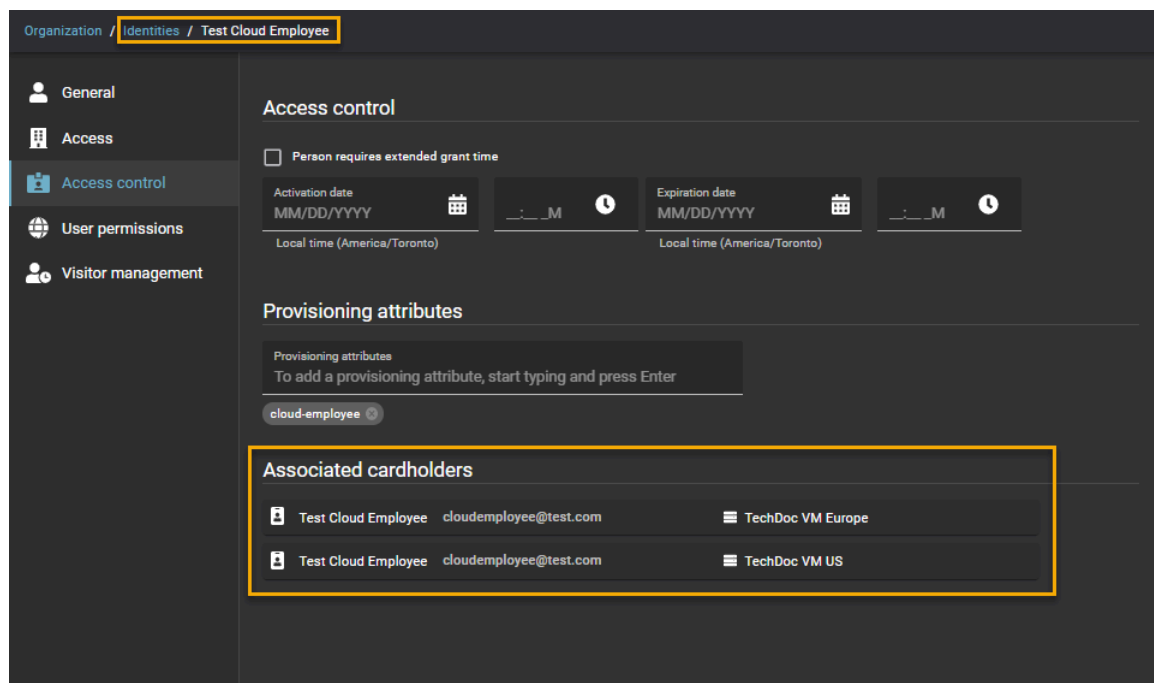 Organization / Identities / Test Cloud Employee
General
Access
Access control
User permissions
Visitor management
Access control
Person requires extended grant time
Activation date
MM/DD/YYYY
__:__ _M
Expiration date
MM/DD/YYYY
__:__ _M
Local time (America/Toronto)
Local time (America/Toronto)
Provisioning attributes
Provisioning attributes
To add a provisioning attribute, start typing and press Enter
cloud-employee
Associated cardholders
Test Cloud Employee cloudemployee@test.com TechDoc VM Europe
Test Cloud Employee cloudemployee@test.com TechDoc VM US